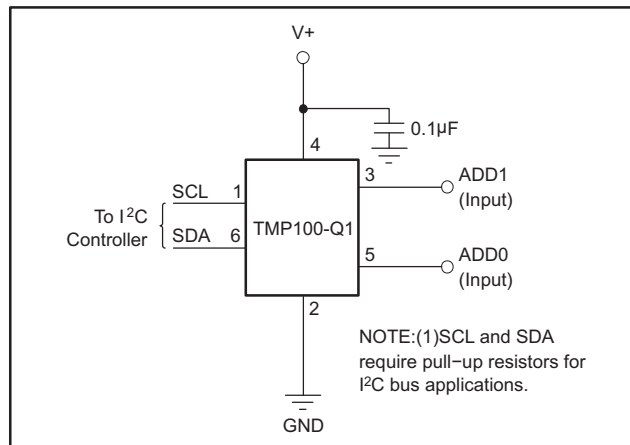 V+
0.1µF
4
3
ADD1
(Input)
SCL
1
To I²C
Controller
TMP100-Q1
SDA
6
5
ADD0
(Input)
2
NOTE:(1)SCL and SDA
require pull−up resistors for
I²C bus applications.
GND